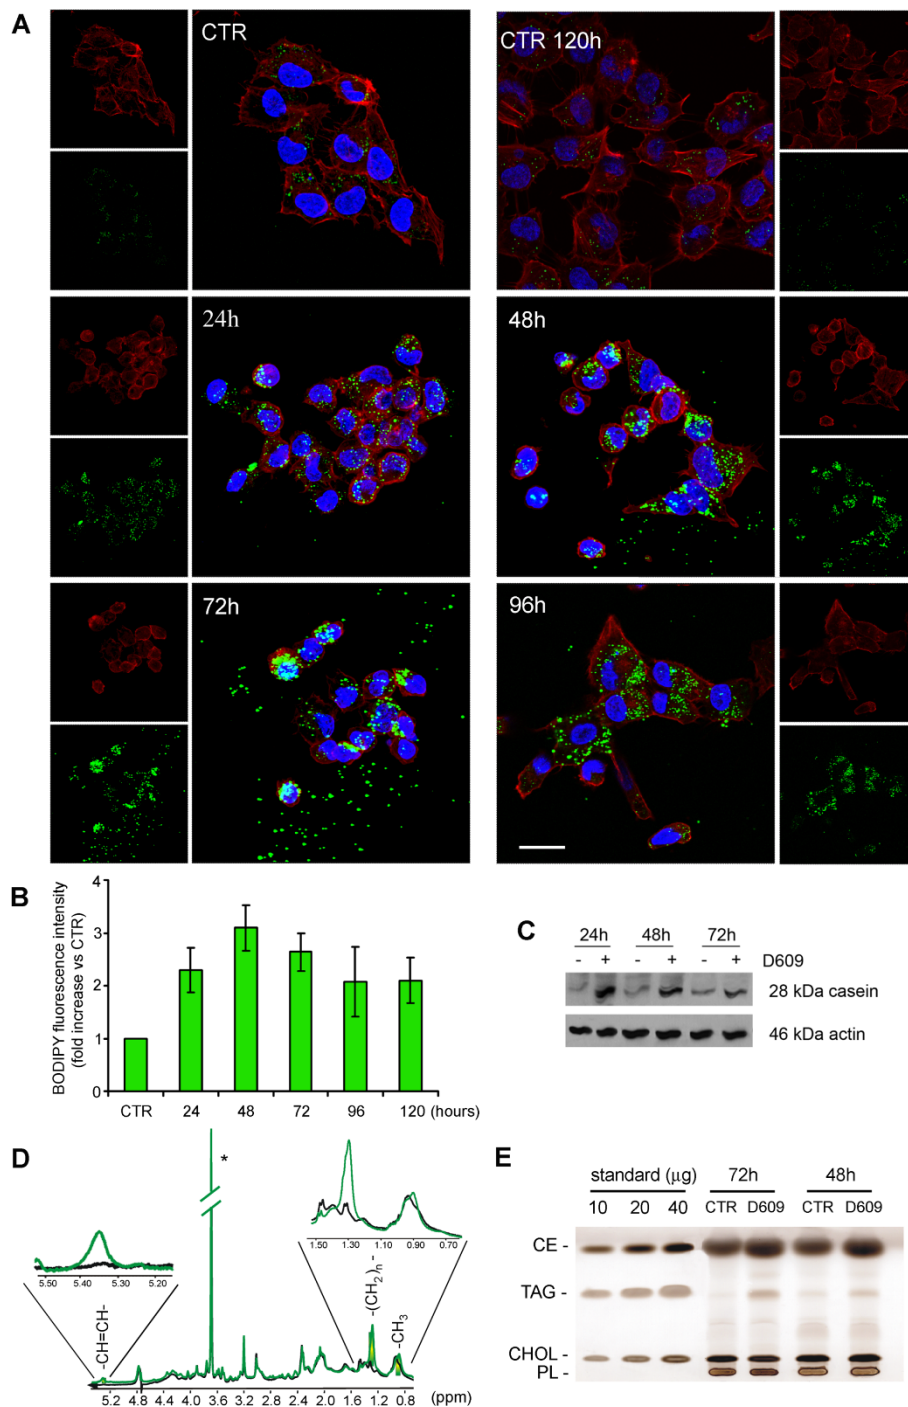 A
CTR
CTR 120h
24h
48h
72h
96h
B
BODIPY fluorescence intensity
(fold increase vs CTR)
4
3
2
1
0
CTR 24 48 72 96 120 (hours)
C
24h 48h 72h
- + - + - + D609
28 kDa casein
46 kDa actin
D
*
5.50 5.40 5.30 5.20
1.50 1.30 1.10 0.90 0.70
-CH=CH-
-(CH2)n-
-CH3
5.2 4.8 4.4 4.0 3.6 3.2 2.8 2.4 2.0 1.6 1.2 0.8 (ppm)
E
standard (µg) 72h 48h
10 20 40 CTR D609 CTR D609
CE -
TAG -
CHOL -
PL -